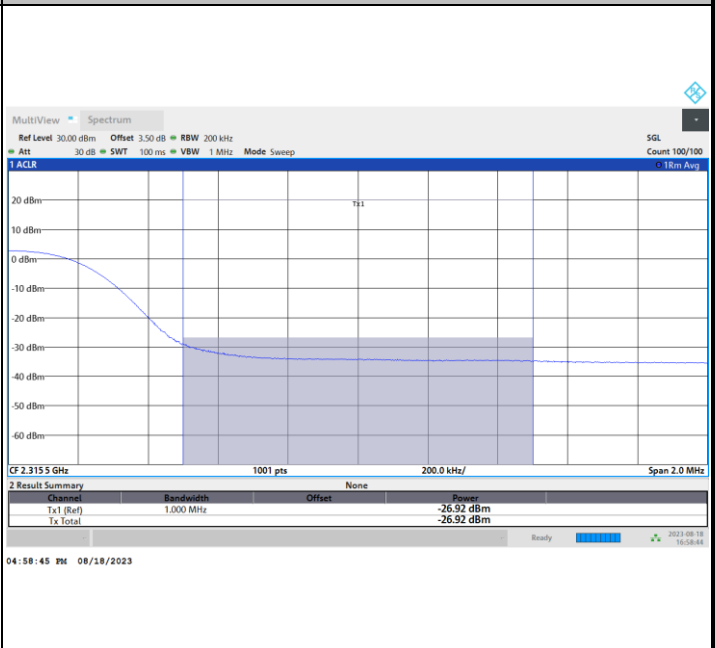 MultiView Spectrum
Ref Level 30.00 dBm Offset 3.50 dB RBW 200 kHz SGL
Att 30 dB SWT 100 ms VBW 1 MHz Mode Sweep Count 100/100
1 ACLR 1Rm Avg
20 dBm
Tx1
10 dBm
0 dBm
-10 dBm
-20 dBm
-30 dBm
-40 dBm
-50 dBm
-60 dBm
CF 2.315 5 GHz 1001 pts 200.0 kHz/ Span 2.0 MHz
2 Result Summary None
Channel Bandwidth Offset Power
Tx1 (Ref) 1.000 MHz -26.92 dBm
Tx Total -26.92 dBm
Ready 2023-08-18
16:58:44
04:58:45 PM 08/18/2023